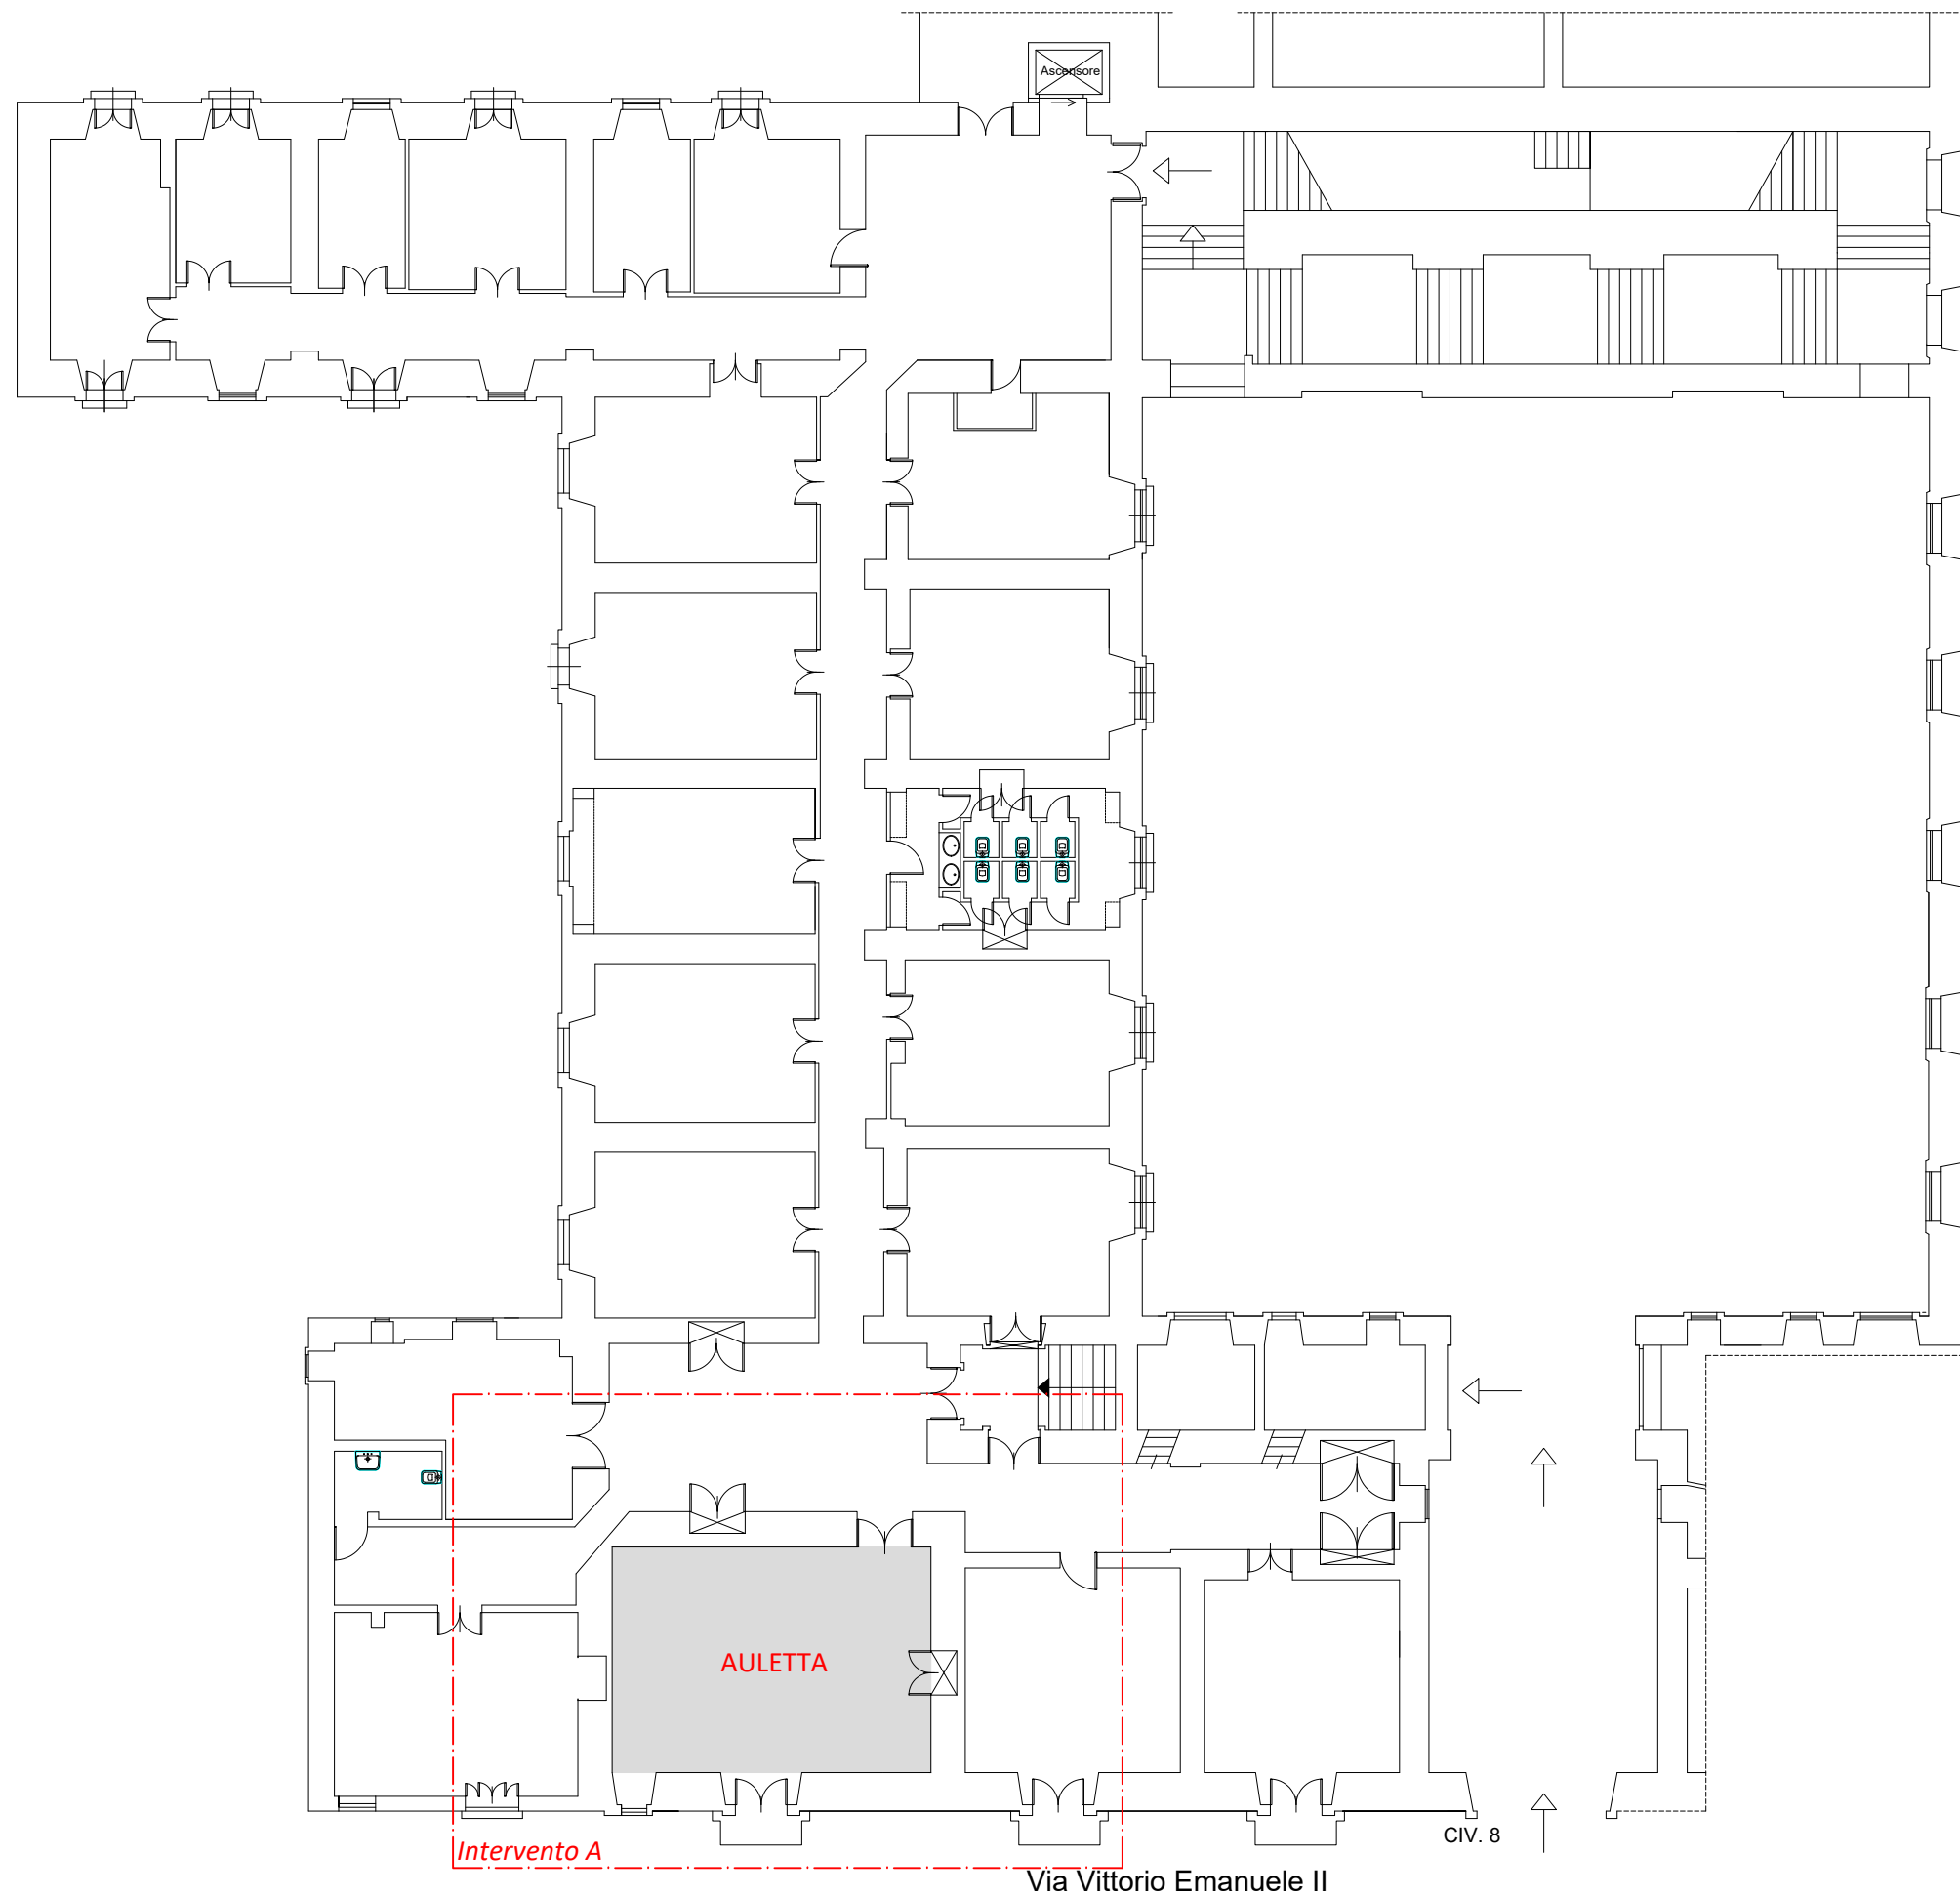 Ascensore
AULETTA
CIV. 8
Intervento A
Via Vittorio Emanuele II